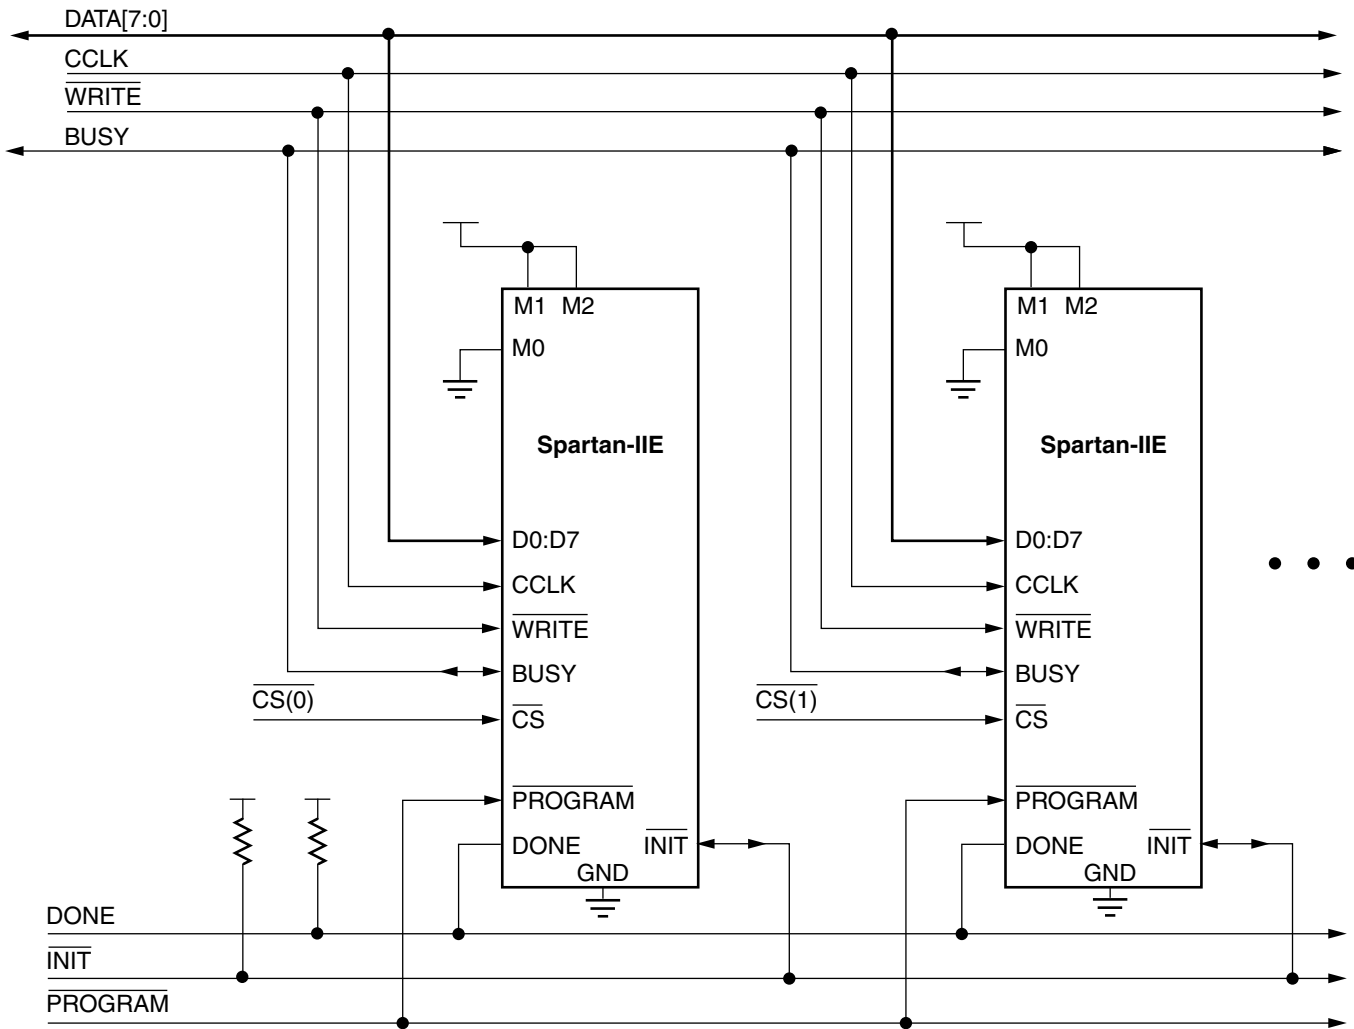 DATA[7:0]
CCLK
WRITE
BUSY
M1 M2
M0
Spartan-IIE
D0:D7
CCLK
WRITE
BUSY
CS(0)
CS
PROGRAM
DONE INIT
GND
M1 M2
M0
Spartan-IIE
D0:D7
CCLK
WRITE
BUSY
CS(1)
CS
PROGRAM
DONE INIT
GND
DONE
INIT
PROGRAM